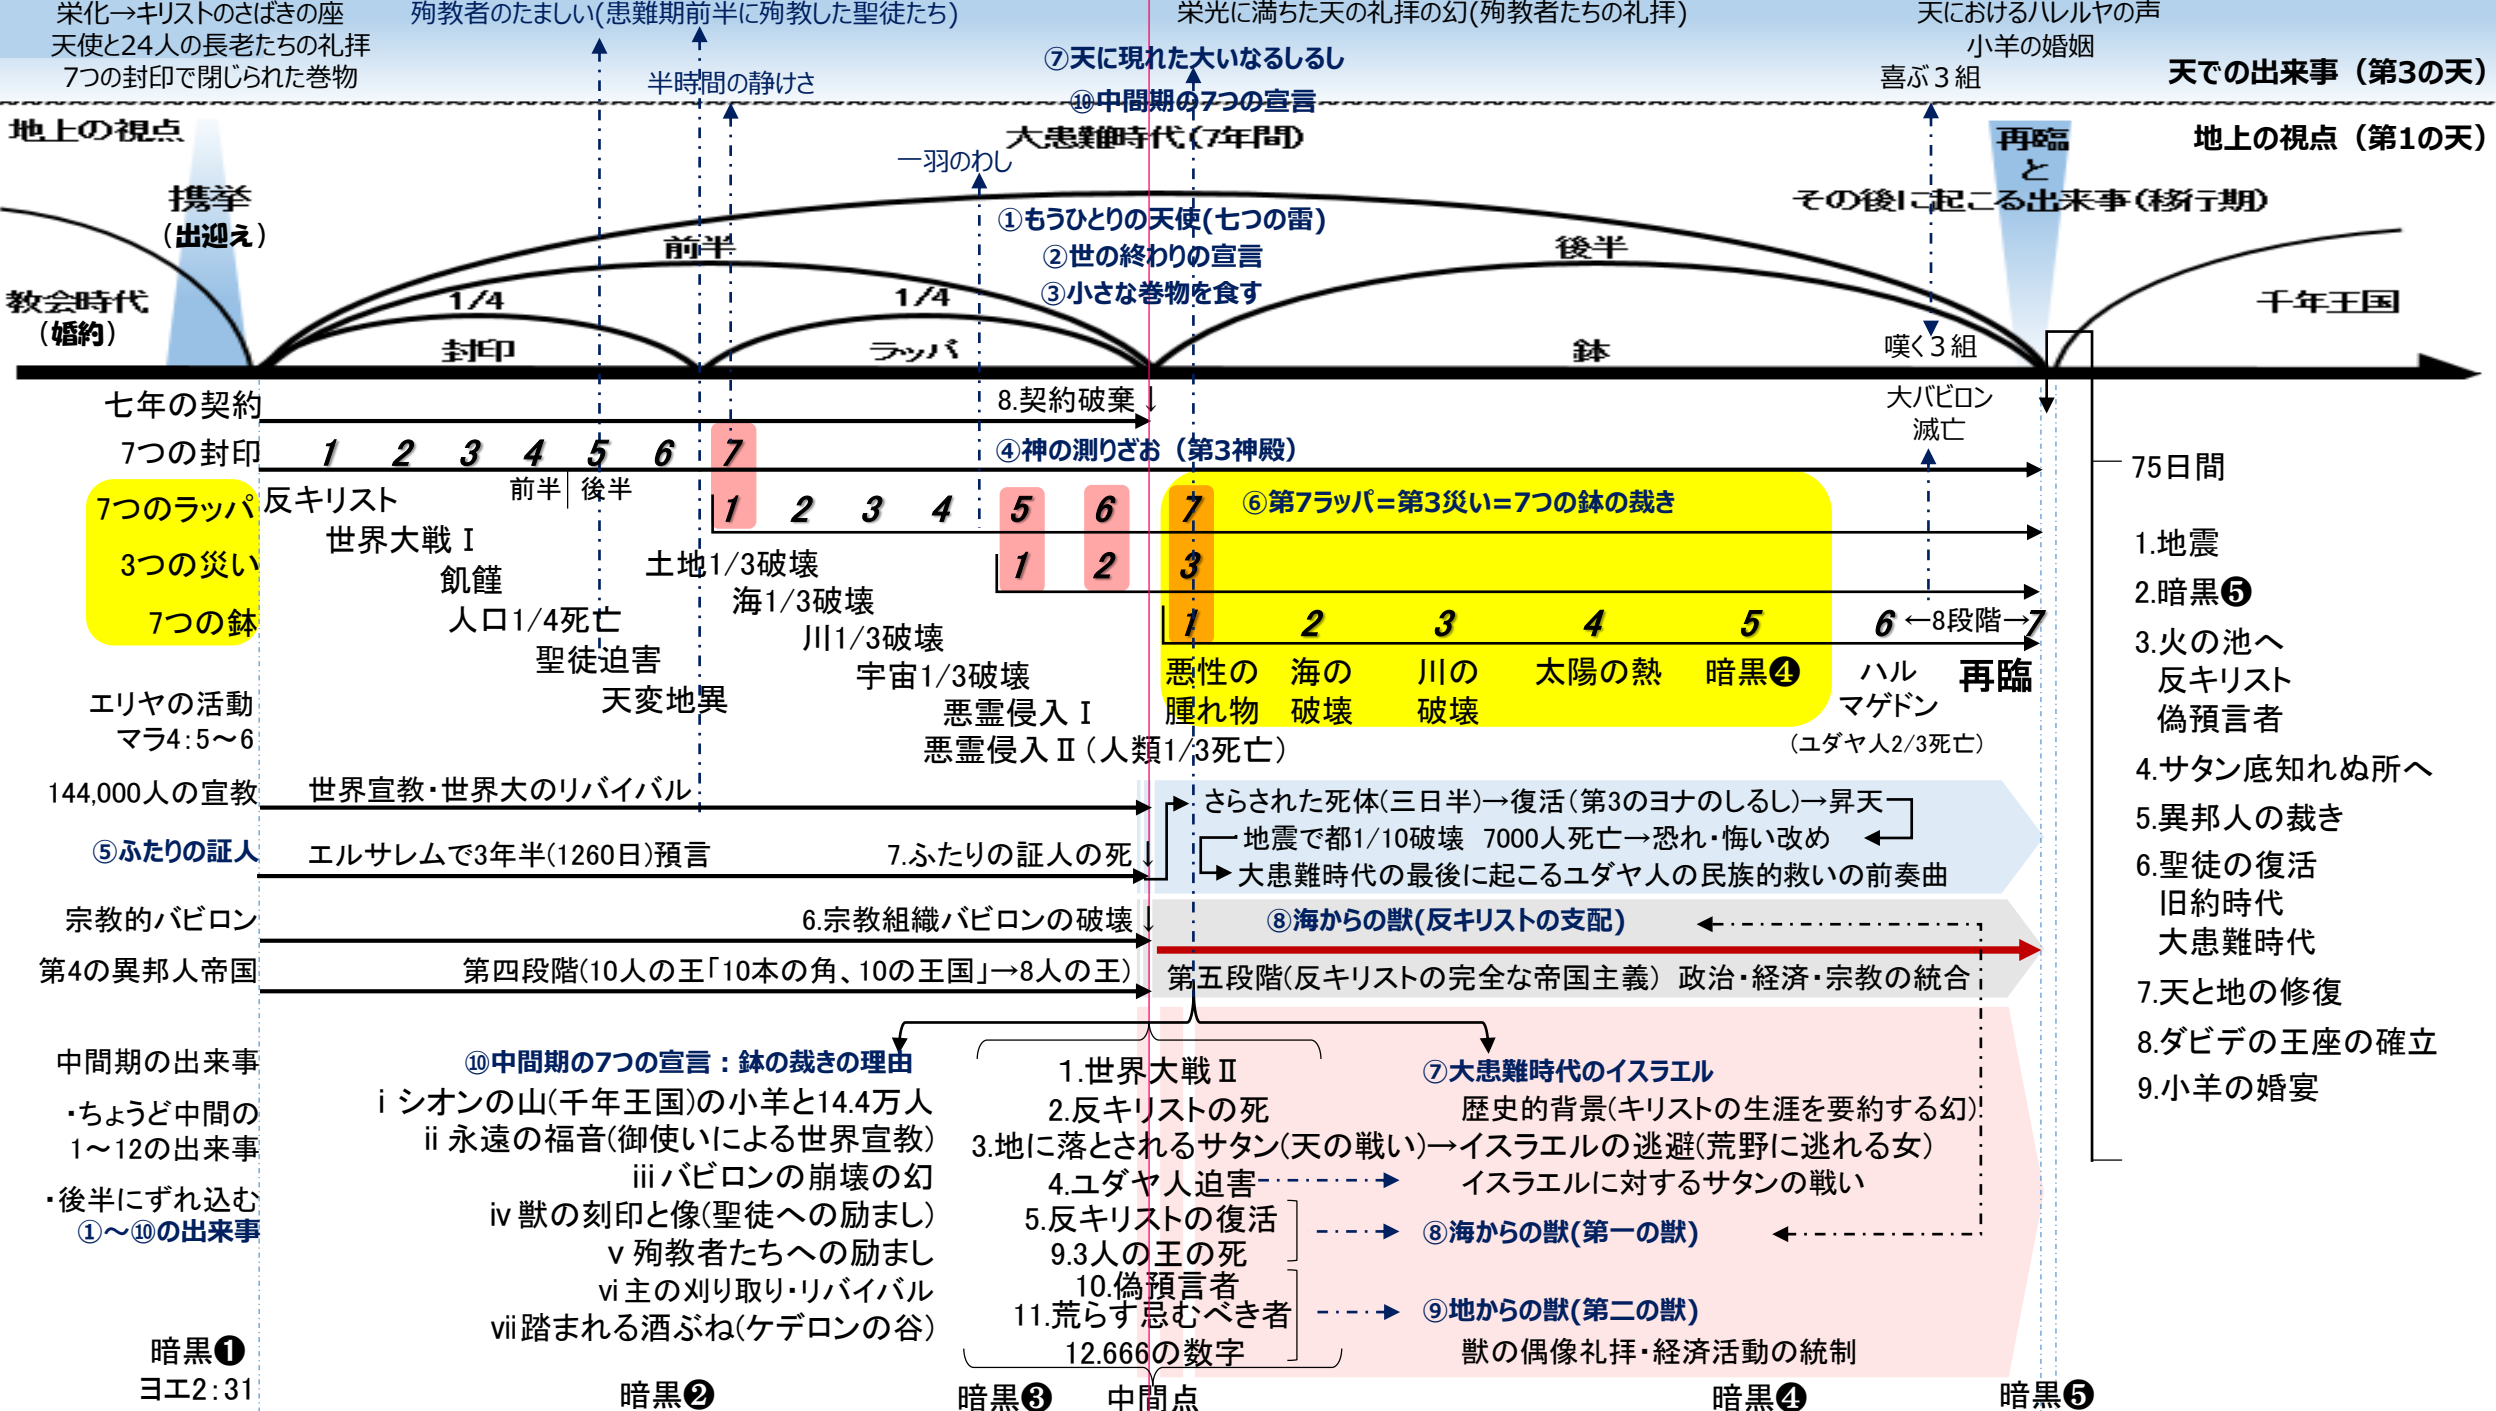 栄化→キリストのさばきの座
天使と24人の長老たちの礼拝
7つの封印で閉じられた巻物
殉教者のたましい(患難期前半に殉教した聖徒たち)
半時間の静けさ
栄光に満ちた天の礼拝の幻(殉教者たちの礼拝)
⑦天に現れた大いなるしるし
⑩中間期の7つの宣言
天におけるハレルヤの声
小羊の婚姻
喜ぶ３組
天での出来事（第3の天）
地上の視点
大患難時代(7年間)
地上の視点（第1の天）
携挙
(出迎え)
一羽のわし
再臨
と
その後に起こる出来事(移行期)
①もうひとりの天使(七つの雷)
②世の終わりの宣言
③小さな巻物を食す
前半
後半
教会時代
(婚約)
1/4
1/4
千年王国
封印
ラッパ
鉢
嘆く３組
七年の契約
8.契約破棄↓
大バビロン
滅亡
7つの封印
1 2 3 4 5 6 7
④神の測りざお（第3神殿）
前半 後半
75日間
7つのラッパ
1 2 3 4 5 6 7
⑥第7ラッパ=第3災い=7つの鉢の裁き
反キリスト
世界大戦Ⅰ
飢饉
人口1/4死亡
聖徒迫害
天変地異
3つの災い
1 2 3
土地1/3破壊
海1/3破壊
川1/3破壊
宇宙1/3破壊
悪霊侵入Ⅰ
悪霊侵入Ⅱ(人類1/3死亡)
7つの鉢
1 2 3 4 5 6 ←8段階→7
悪性の
腫れ物
海の
破壊
川の
破壊
太陽の熱
暗黒❹
ハル
マゲドン
再臨
(ユダヤ人2/3死亡)
1.地震
2.暗黒❺
3.火の池へ
反キリスト
偽預言者
4.サタン底知れぬ所へ
5.異邦人の裁き
6.聖徒の復活
旧約時代
大患難時代
7.天と地の修復
8.ダビデの王座の確立
9.小羊の婚宴
エリヤの活動
マラ4:5～6
144,000人の宣教
世界宣教・世界大のリバイバル
さらされた死体(三日半)→復活(第3のヨナのしるし)→昇天
地震で都1/10破壊 7000人死亡→恐れ・悔い改め
大患難時代の最後に起こるユダヤ人の民族的救いの前奏曲
⑤ふたりの証人
エルサレムで3年半(1260日)預言
7.ふたりの証人の死↓
宗教的バビロン
6.宗教組織バビロンの破壊↓
⑧海からの獣(反キリストの支配)
第4の異邦人帝国
第四段階(10人の王「10本の角、10の王国」→8人の王)
第五段階(反キリストの完全な帝国主義) 政治・経済・宗教の統合
中間期の出来事
・ちょうど中間の
1～12の出来事
・後半にずれ込む
①～⑩の出来事
⑩中間期の7つの宣言：鉢の裁きの理由
ⅰシオンの山(千年王国)の小羊と14.4万人
ⅱ 永遠の福音(御使いによる世界宣教)
ⅲバビロンの崩壊の幻
ⅳ獣の刻印と像(聖徒への励まし)
ⅴ 殉教者たちへの励まし
ⅵ主の刈り取り・リバイバル
ⅶ踏まれる酒ぶね(ケデロンの谷)
1.世界大戦Ⅱ
2.反キリストの死
3.地に落とされるサタン(天の戦い)→イスラエルの逃避(荒野に逃れる女)
4.ユダヤ人迫害
5.反キリストの復活
9.3人の王の死
10.偽預言者
11.荒らす忌むべき者
12.666の数字
⑦大患難時代のイスラエル
歴史的背景(キリストの生涯を要約する幻)
イスラエルに対するサタンの戦い
⑧海からの獣(第一の獣)
⑨地からの獣(第二の獣)
獣の偶像礼拝・経済活動の統制
暗黒❶
ヨエ2:31
暗黒❷
暗黒❸
中間点
暗黒❹
暗黒❺